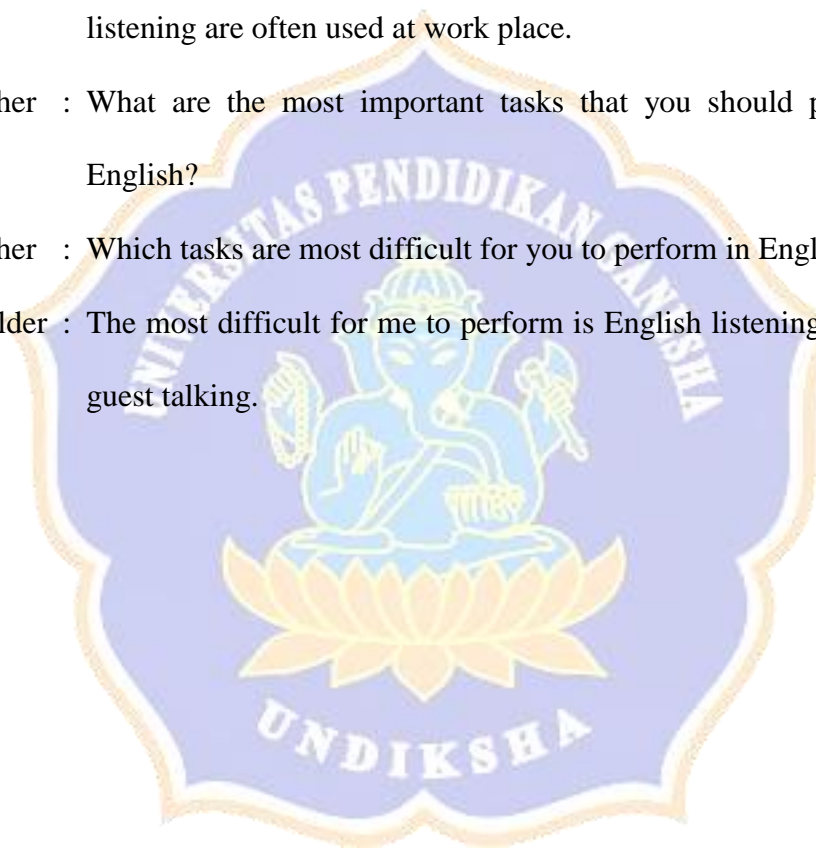 listening are often used at work place.
her : What are the most important tasks that you should p
English?
her : Which tasks are most difficult for you to perform in Engl
lder : The most difficult for me to perform is English listening
guest talking.
UNIVERSITAS PENDIDIKAN GANESHA
UNDIKSHA